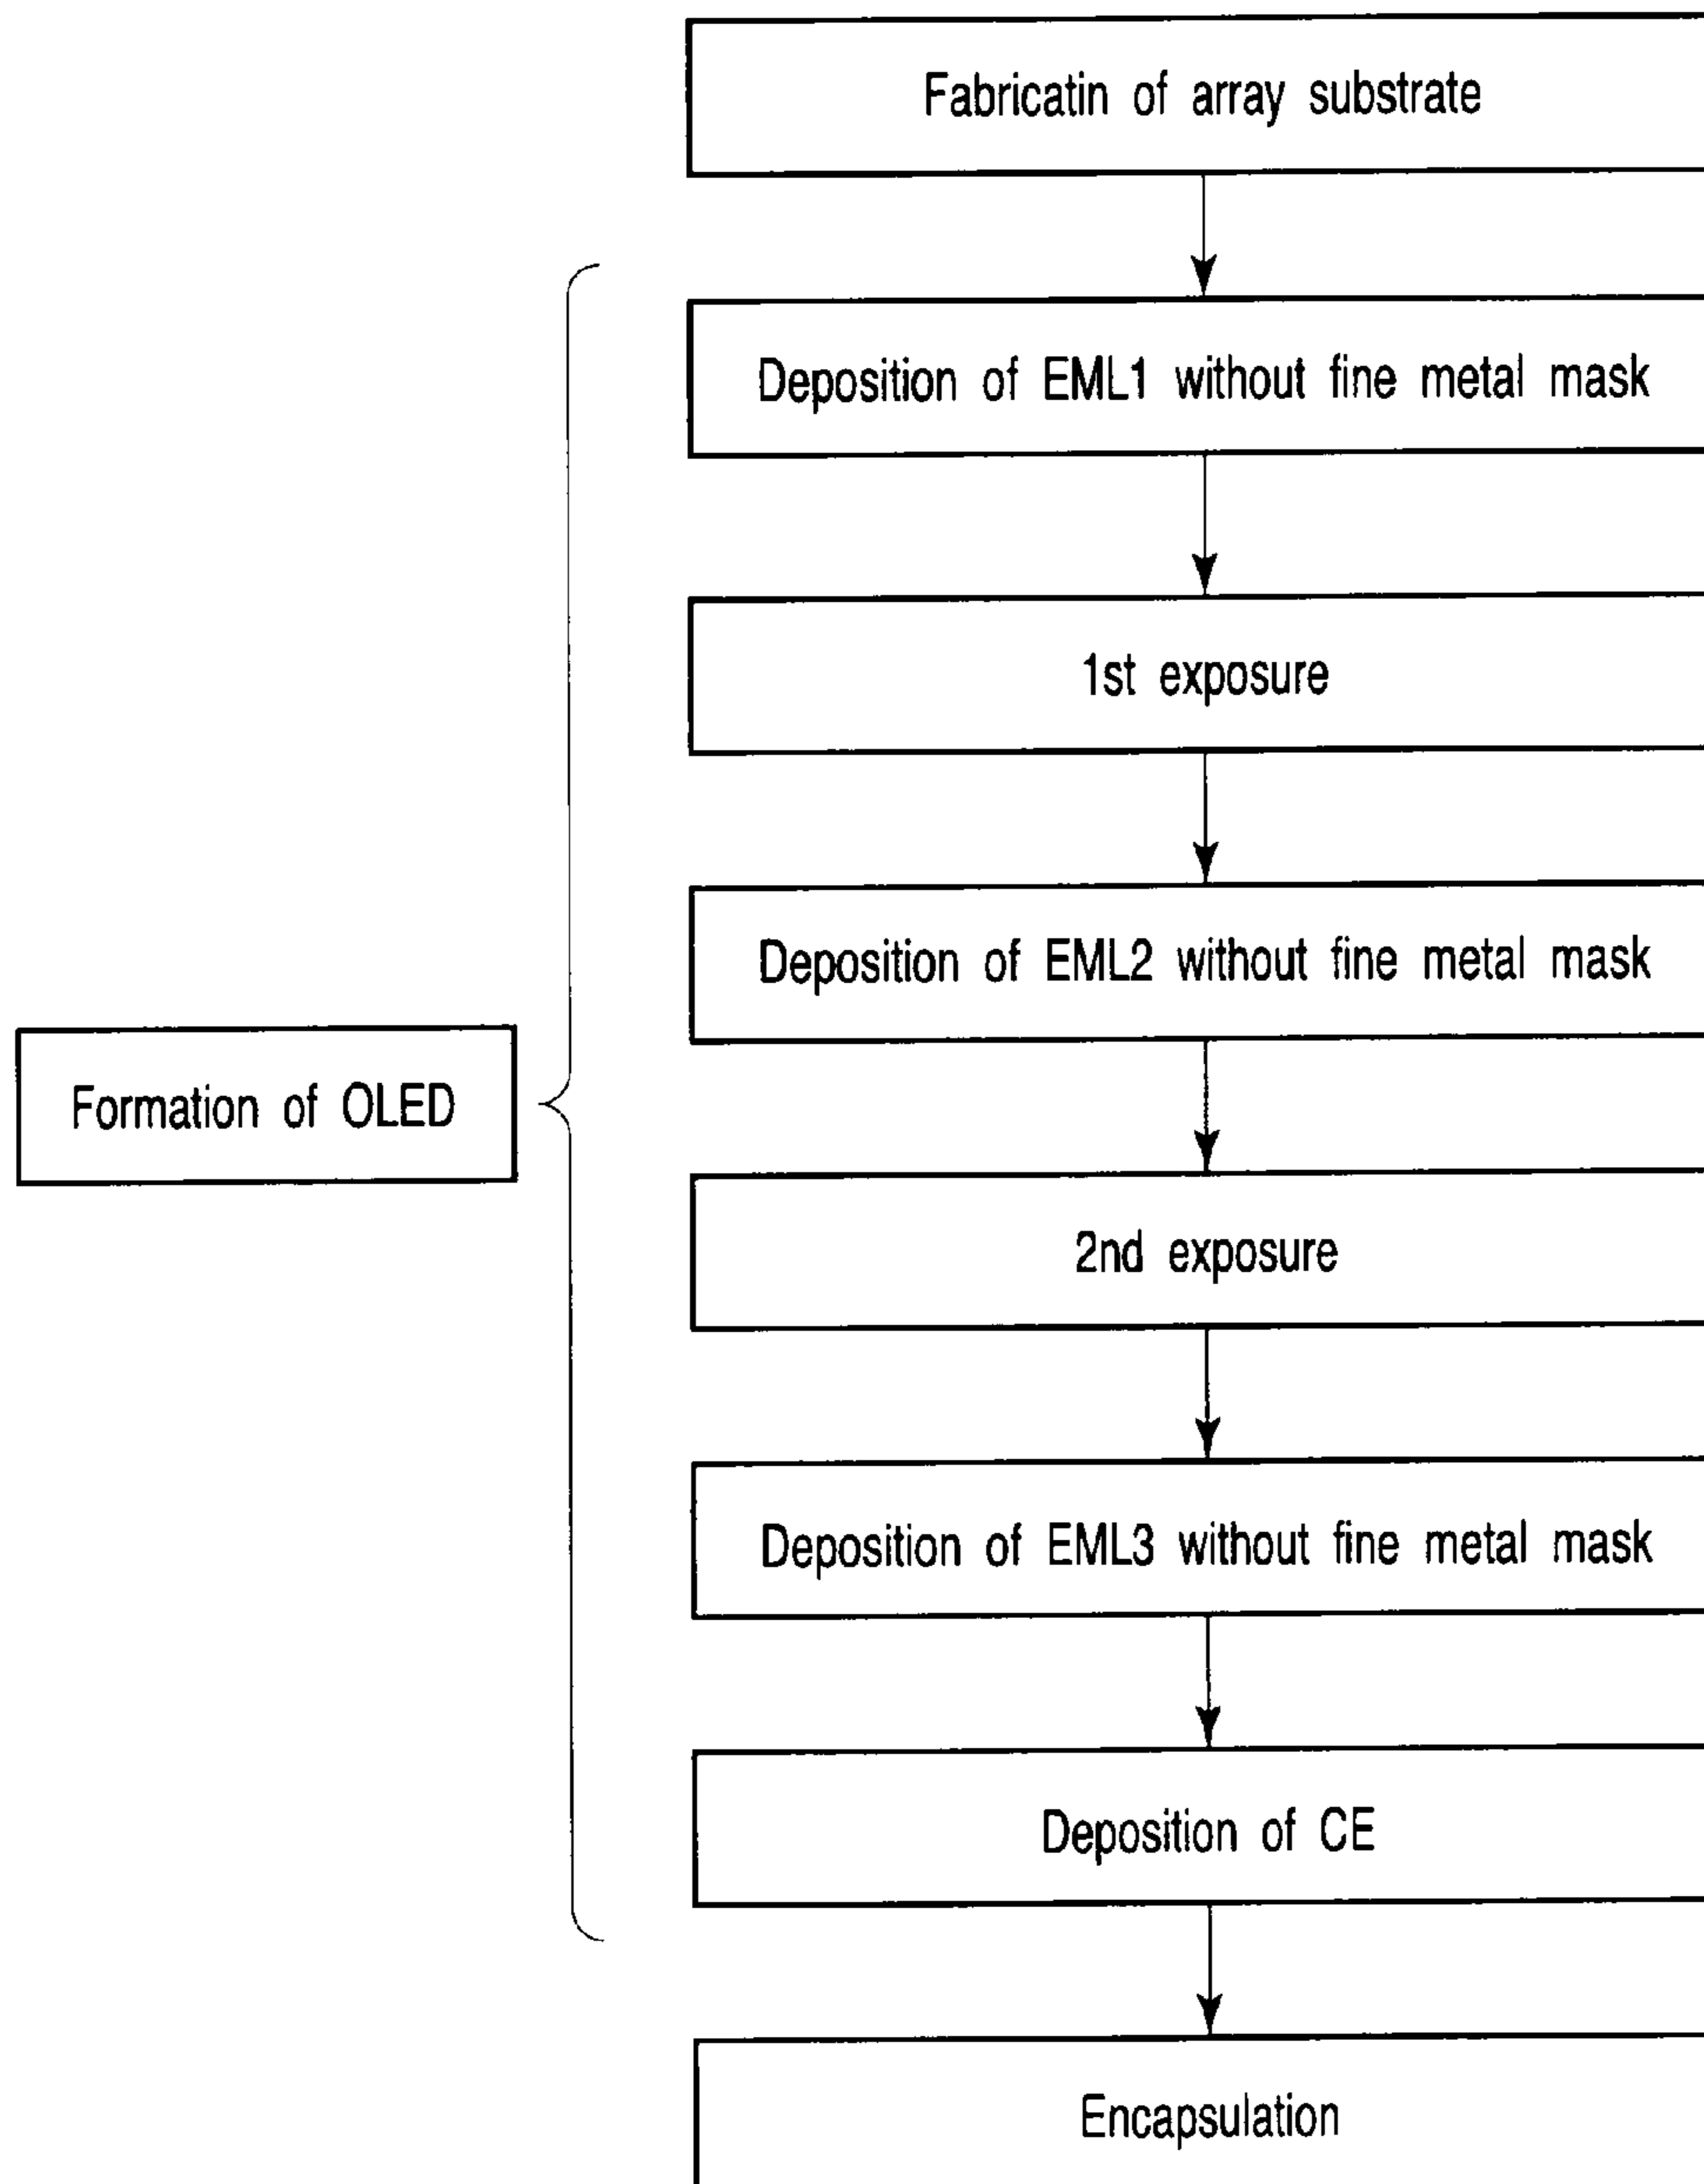 Fabricatin of array substrate
Deposition of EML1 without fine metal mask
1st exposure
Deposition of EML2 without fine metal mask
Formation of OLED
2nd exposure
Deposition of EML3 without fine metal mask
Deposition of CE
Encapsulation